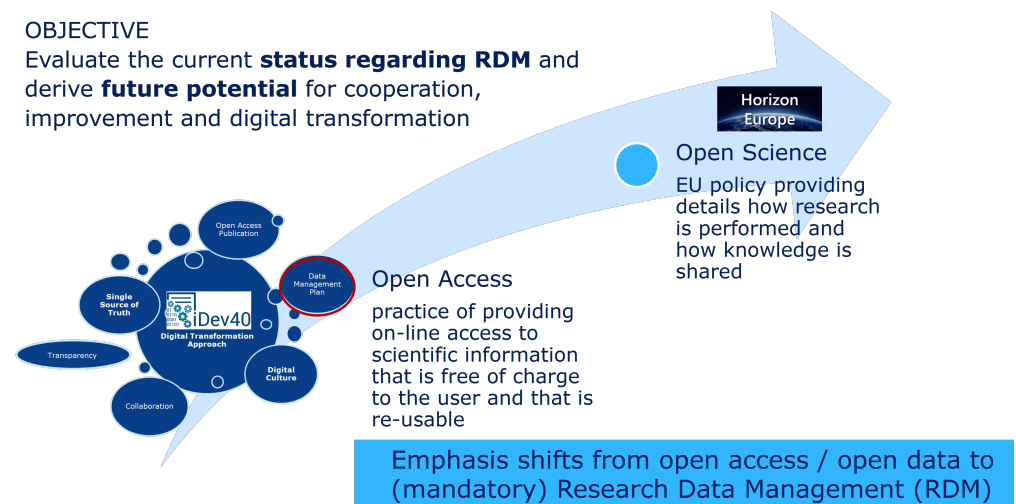 OBJECTIVE
Evaluate the current status regarding RDM and
derive future potential for cooperation,
improvement and digital transformation
Horizon
Europe
Open Science
EU policy providing
details how research
is performed and
how knowledge is
shared
Open Access
Publication
Data
Management
Plan
Single
Source of
Truth
iDev40
Digital Transformation
Approach
Transparency
Digital
Culture
Collaboration
Open Access
practice of providing
on-line access to
scientific information
that is free of charge
to the user and that is
re-usable
Emphasis shifts from open access / open data to
(mandatory) Research Data Management (RDM)